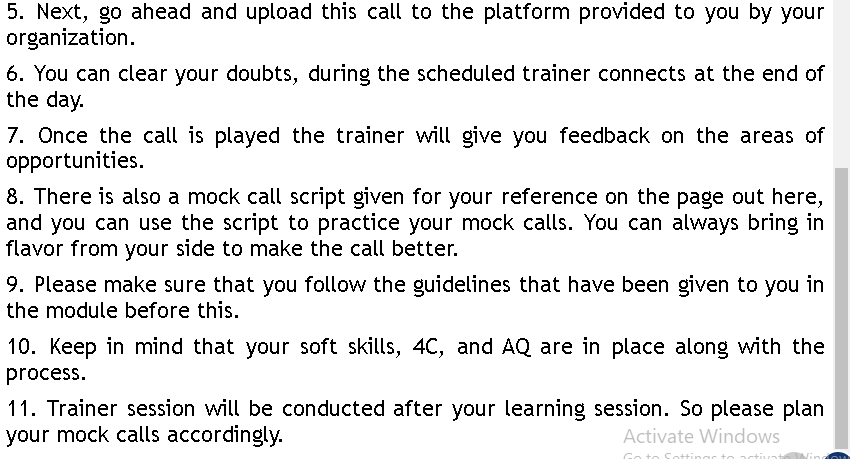 5. Next, go ahead and upload this call to the platform provided to you by your
organization.
6. You can clear your doubts, during the scheduled trainer connects at the end of
the day.
7. Once the call is played the trainer will give you feedback on the areas of
opportunities.
8. There is also a mock call script given for your reference on the page out here,
and you can use the script to practice your mock calls. You can always bring in
flavor from your side to make the call better.
9. Please make sure that you follow the guidelines that have been given to you in
the module before this.
10. Keep in mind that your soft skills, 4C, and AQ are in place along with the
process.
11. Trainer session will be conducted after your learning session. So please plan
your mock calls accordingly.
Activate Windows
Go to Settings to activate Windows